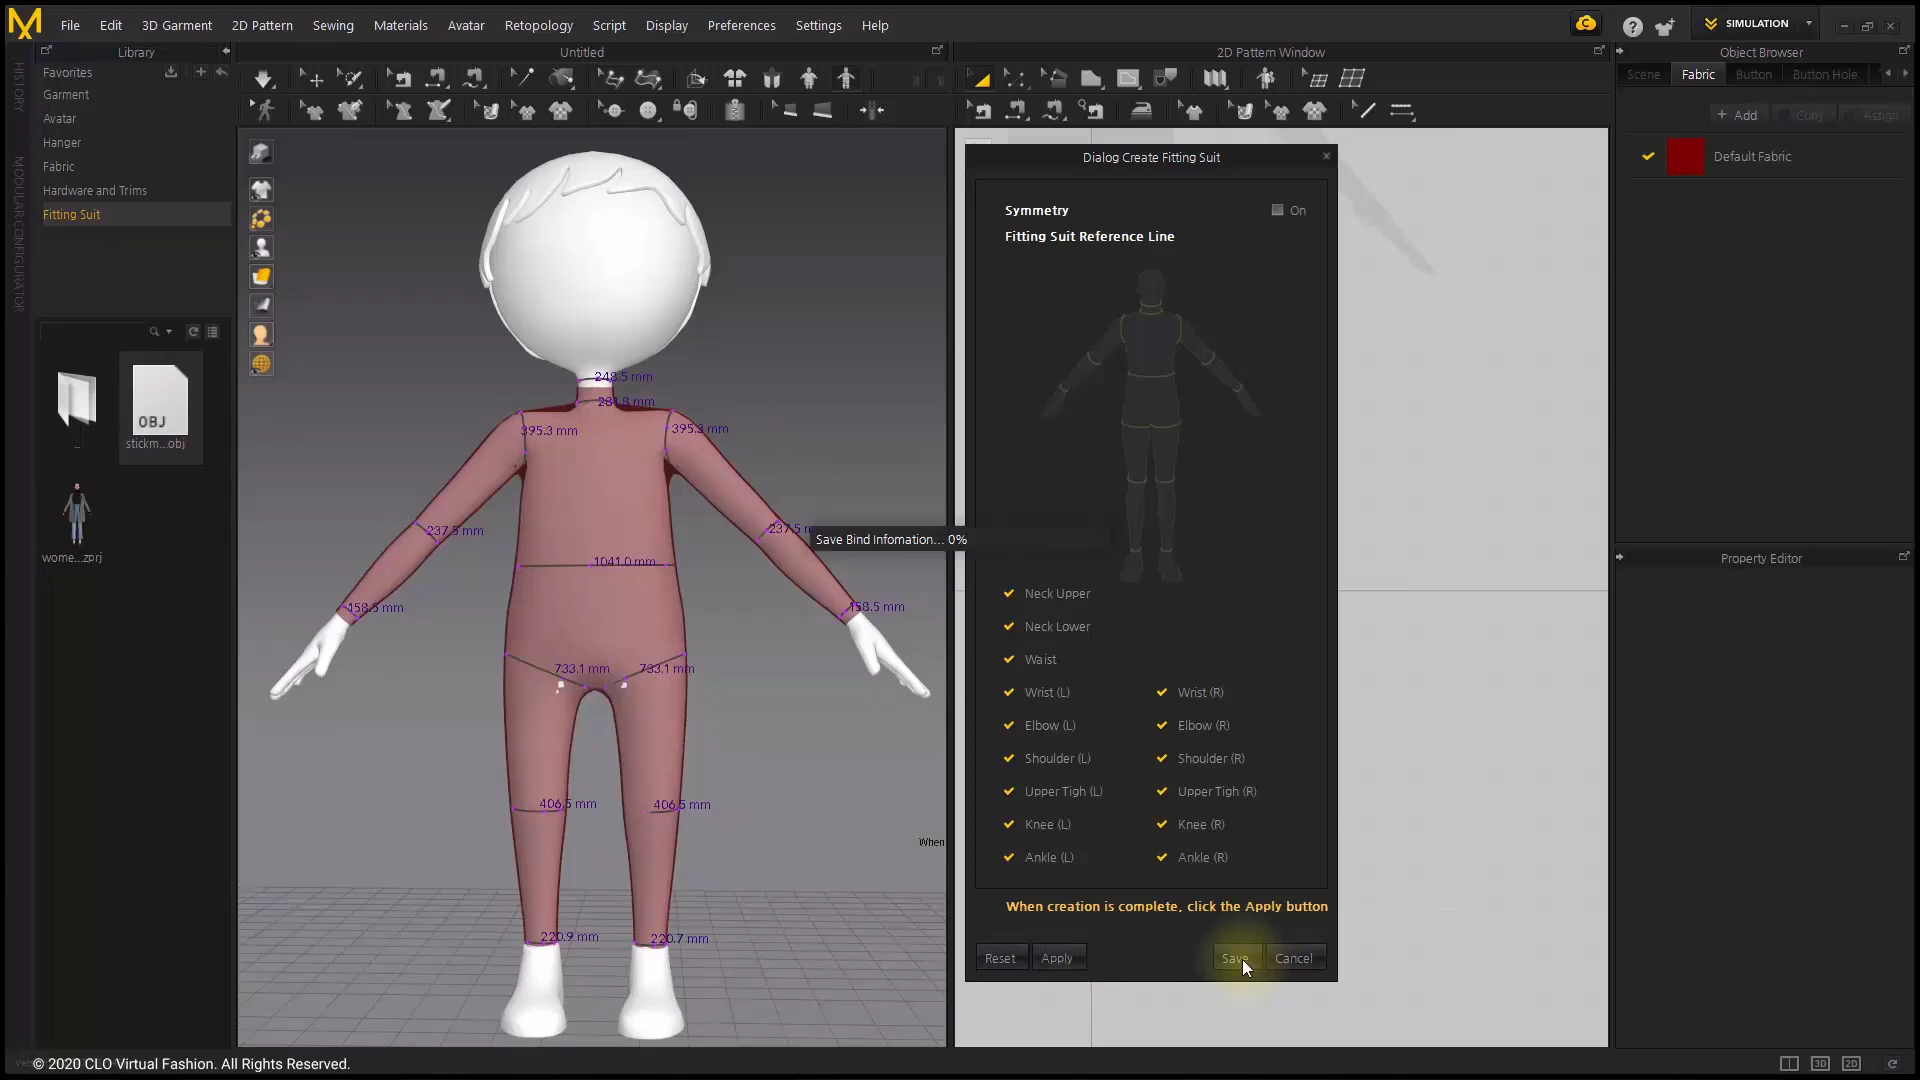 File Edit 3D Garment 2D Pattern Sewing Materials Avatar Retopology Script Display Preferences Settings Help
SIMULATION
Library
Untitled
2D Pattern Window
Object Browser
HISTORY
MODULAR CONFIGURATOR
Favorites
Garment
Avatar
Hanger
Fabric
Hardware and Trims
Fitting Suit
OBJ
stickm...obj
..
wome...zprj
248.5 mm
281.8 mm
395.3 mm
395.3 mm
237.5 mm
237.5 m
1041.0 mm
158.5 mm
158.5 mm
733.1 mm
733.1 mm
406.5 mm
406.5 mm
220.9 mm
220.7 mm
When
Save Bind Infomation... 0%
Dialog Create Fitting Suit
Symmetry
On
Fitting Suit Reference Line
Neck Upper
Neck Lower
Waist
Wrist (L) Wrist (R)
Elbow (L) Elbow (R)
Shoulder (L) Shoulder (R)
Upper Tigh (L) Upper Tigh (R)
Knee (L) Knee (R)
Ankle (L) Ankle (R)
When creation is complete, click the Apply button
Reset Apply Save Cancel
Scene Fabric Button Button Hole
+ Add Copy Assign
Default Fabric
Property Editor
© 2020 CLO Virtual Fashion. All Rights Reserved.
3D 2D